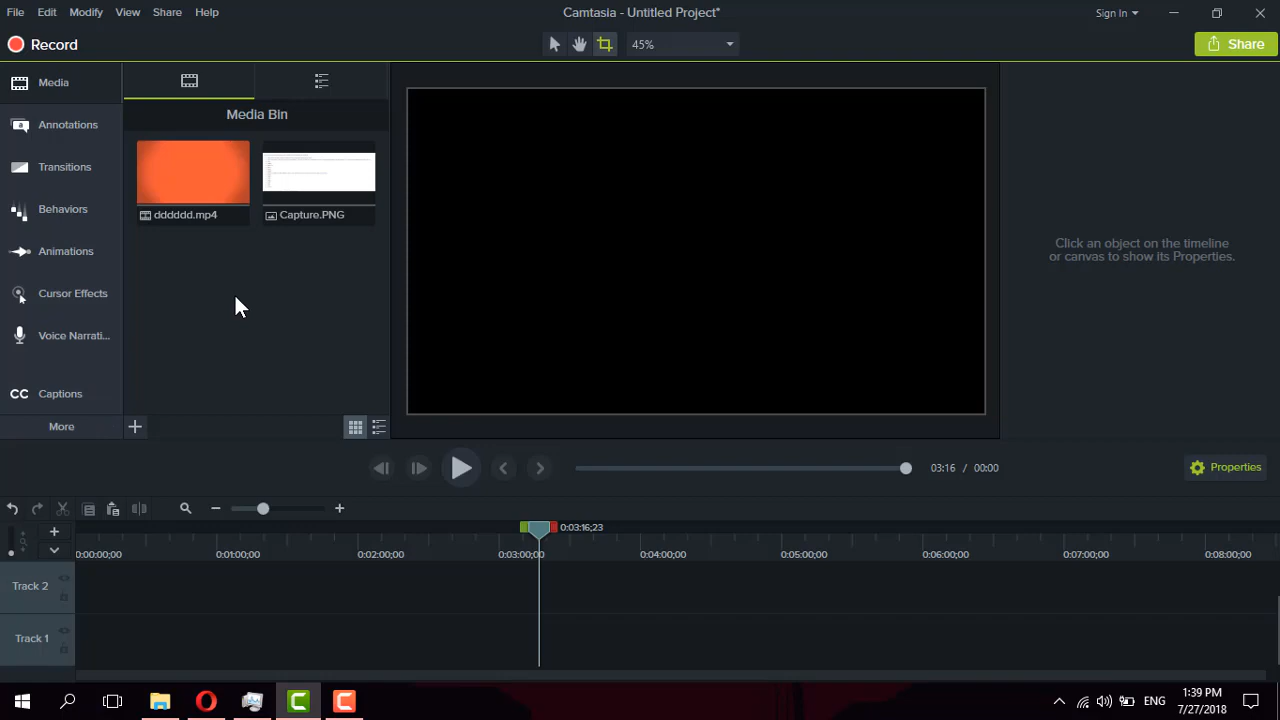 File Edit Modify View Share Help
Camtasia - Untitled Project*
Sign In
Record
45%
Share
Media
Annotations
Transitions
Behaviors
Animations
Cursor Effects
Voice Narrati...
CC Captions
More
Media Bin
dddddd.mp4
Capture.PNG
Click an object on the timeline
or canvas to show its Properties.
03:16 / 00:00
Properties
0:03:16;23
0:00:00;00 0:01:00;00 0:02:00;00 0:03:00;00 0:04:00;00 0:05:00;00 0:06:00;00 0:07:00;00 0:08:00;00
Track 2
Track 1
ENG
1:39 PM
7/27/2018